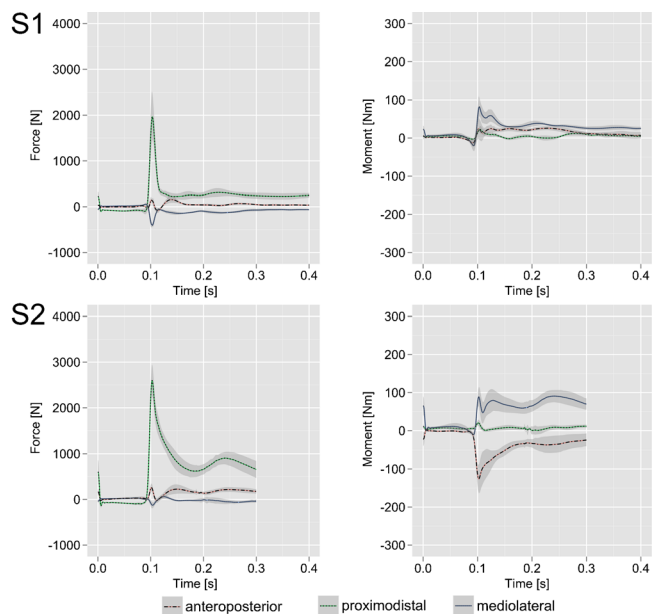 S1
4000
3000
2000
1000
0
-1000
Force [N]
0.0 0.1 0.2 0.3 0.4
Time [s]
300
200
100
0
-100
-200
-300
Moment [Nm]
0.0 0.1 0.2 0.3 0.4
Time [s]
S2
4000
3000
2000
1000
0
-1000
Force [N]
0.0 0.1 0.2 0.3 0.4
Time [s]
300
200
100
0
-100
-200
-300
Moment [Nm]
0.0 0.1 0.2 0.3 0.4
Time [s]
anteroposterior proximodistal mediolateral